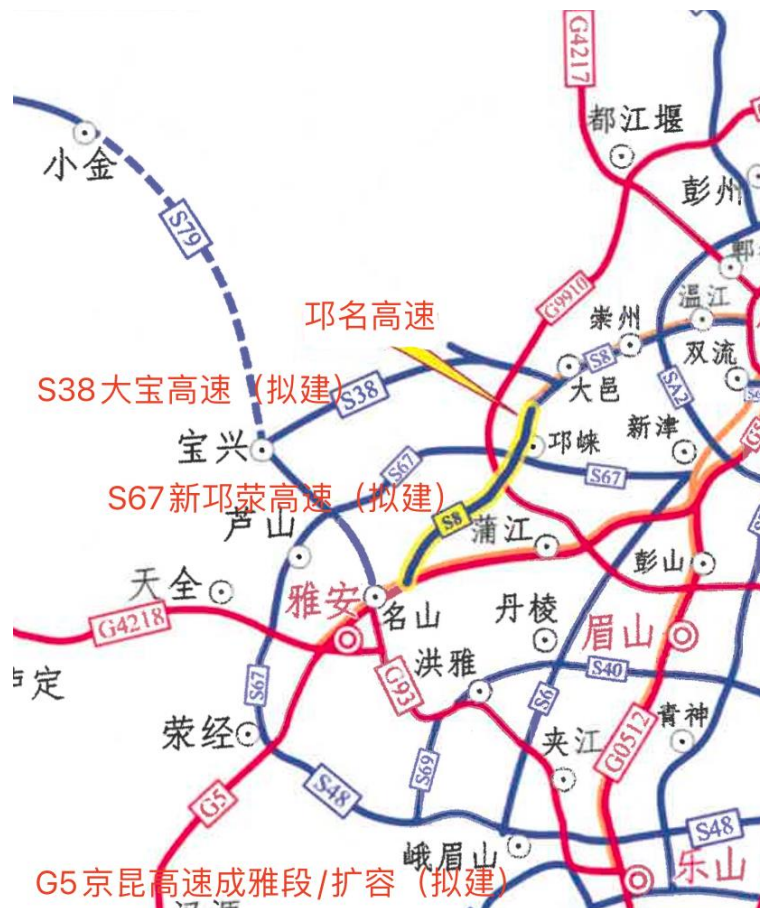 G4217
都江堰
小金
彭州
S79
郫
G9910
温江
邛名高速
崇州
S8
双流
S38大宝高速（拟建）
S38
大邑
SA2
宝兴
邛崃
新津
S67
S67
S67新邛荥高速（拟建）
S8
芦山
蒲江
天全
彭山
雅安
名山
丹棱
眉山
G4218
洪雅
S40
定
G93
S67
S6
青神
荥经
夹江
G0512
S69
G5
S48
S48
峨眉山
乐山
G5京昆高速成雅段/扩容（拟建）